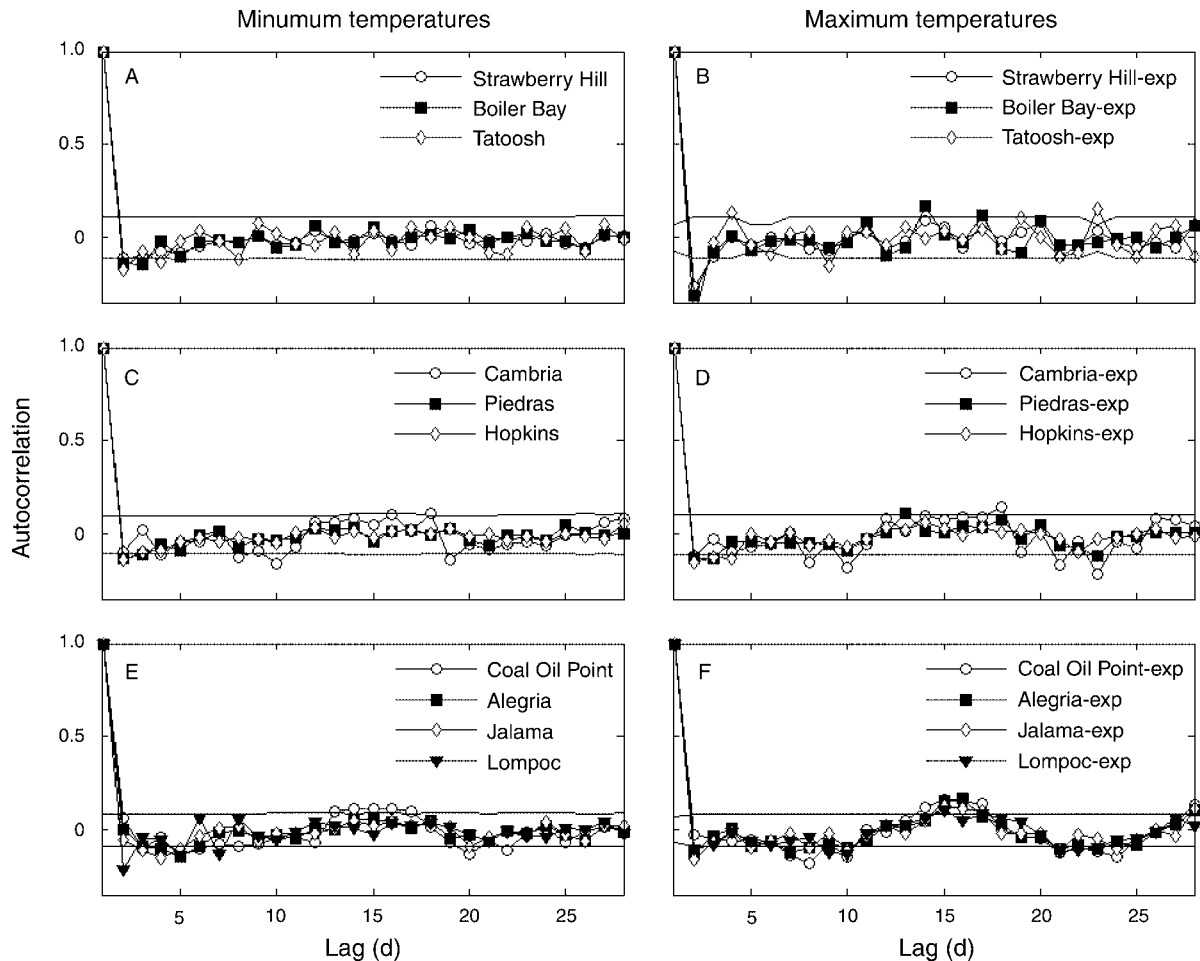 Minumum temperatures
Maximum temperatures
1.0
0.5
0
A
Strawberry Hill
Boiler Bay
Tatoosh
B
Strawberry Hill-exp
Boiler Bay-exp
Tatoosh-exp
1.0
0.5
0
C
Cambria
Piedras
Hopkins
D
Cambria-exp
Piedras-exp
Hopkins-exp
Autocorrelation
1.0
0.5
0
E
Coal Oil Point
Alegria
Jalama
Lompoc
F
Coal Oil Point-exp
Alegria-exp
Jalama-exp
Lompoc-exp
5 10 15 20 25
5 10 15 20 25
Lag (d)
Lag (d)